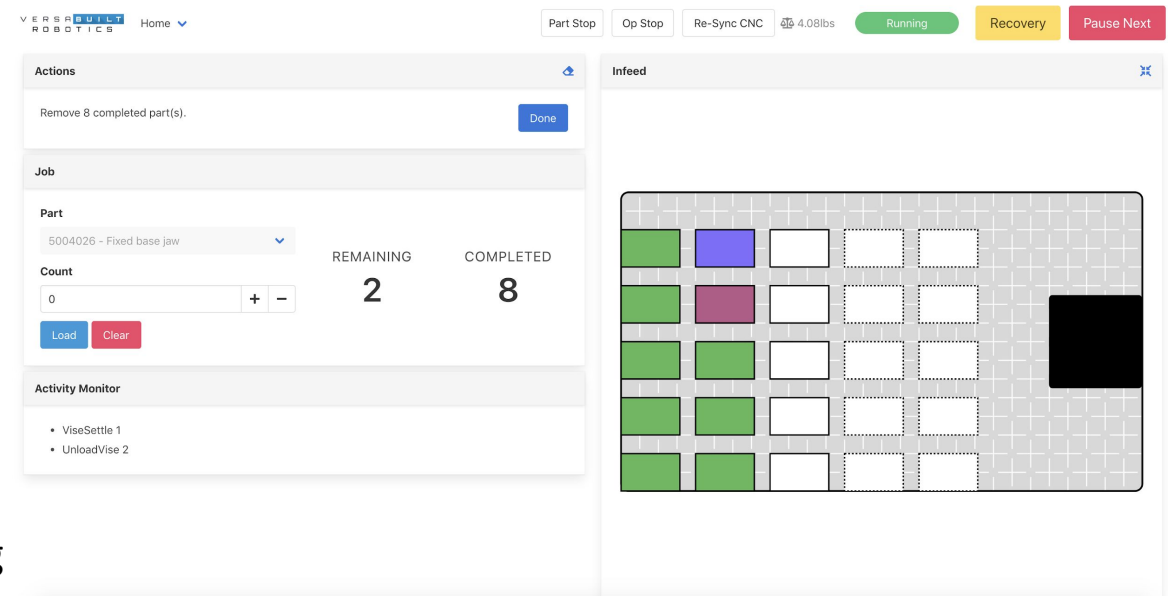 VERSABUILT
ROBOTICS
Home
Part Stop
Op Stop
Re-Sync CNC
4.08lbs
Running
Recovery
Pause Next
Actions
Remove 8 completed part(s).
Done
Job
Part
5004026 - Fixed base jaw
Count
0
+
−
Load
Clear
REMAINING
2
COMPLETED
8
Activity Monitor
ViseSettle 1
UnloadVise 2
Infeed
g